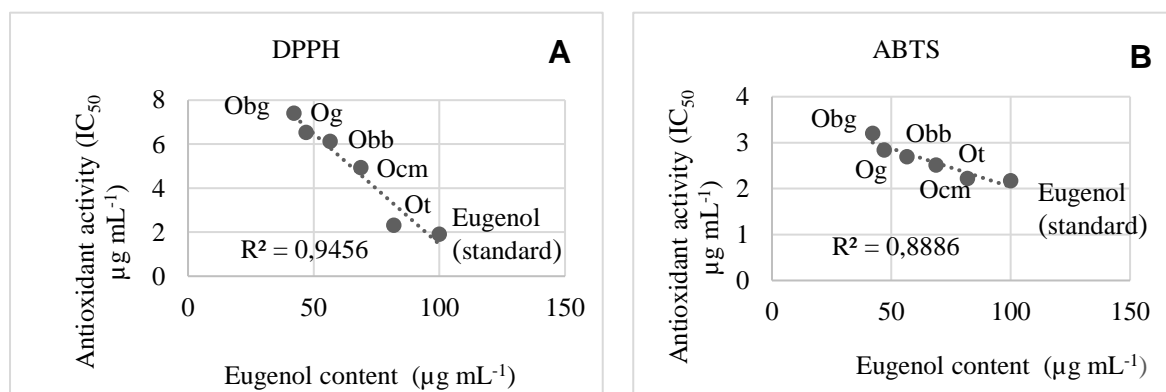 DPPH
A
Antioxidant activity (IC50
µg mL-1)
8
6
4
2
0
Obg
Og
Obb
Ocm
Ot
Eugenol
(standard)
R² = 0,9456
0
50
100
150
Eugenol content (µg mL-1)
ABTS
B
Antioxidant activity (IC50
µg mL-1)
4
3
2
1
0
Obg
Obb
Ot
Og
Ocm
Eugenol
(standard)
R² = 0,8886
0
50
100
150
Eugenol content (µg mL-1)